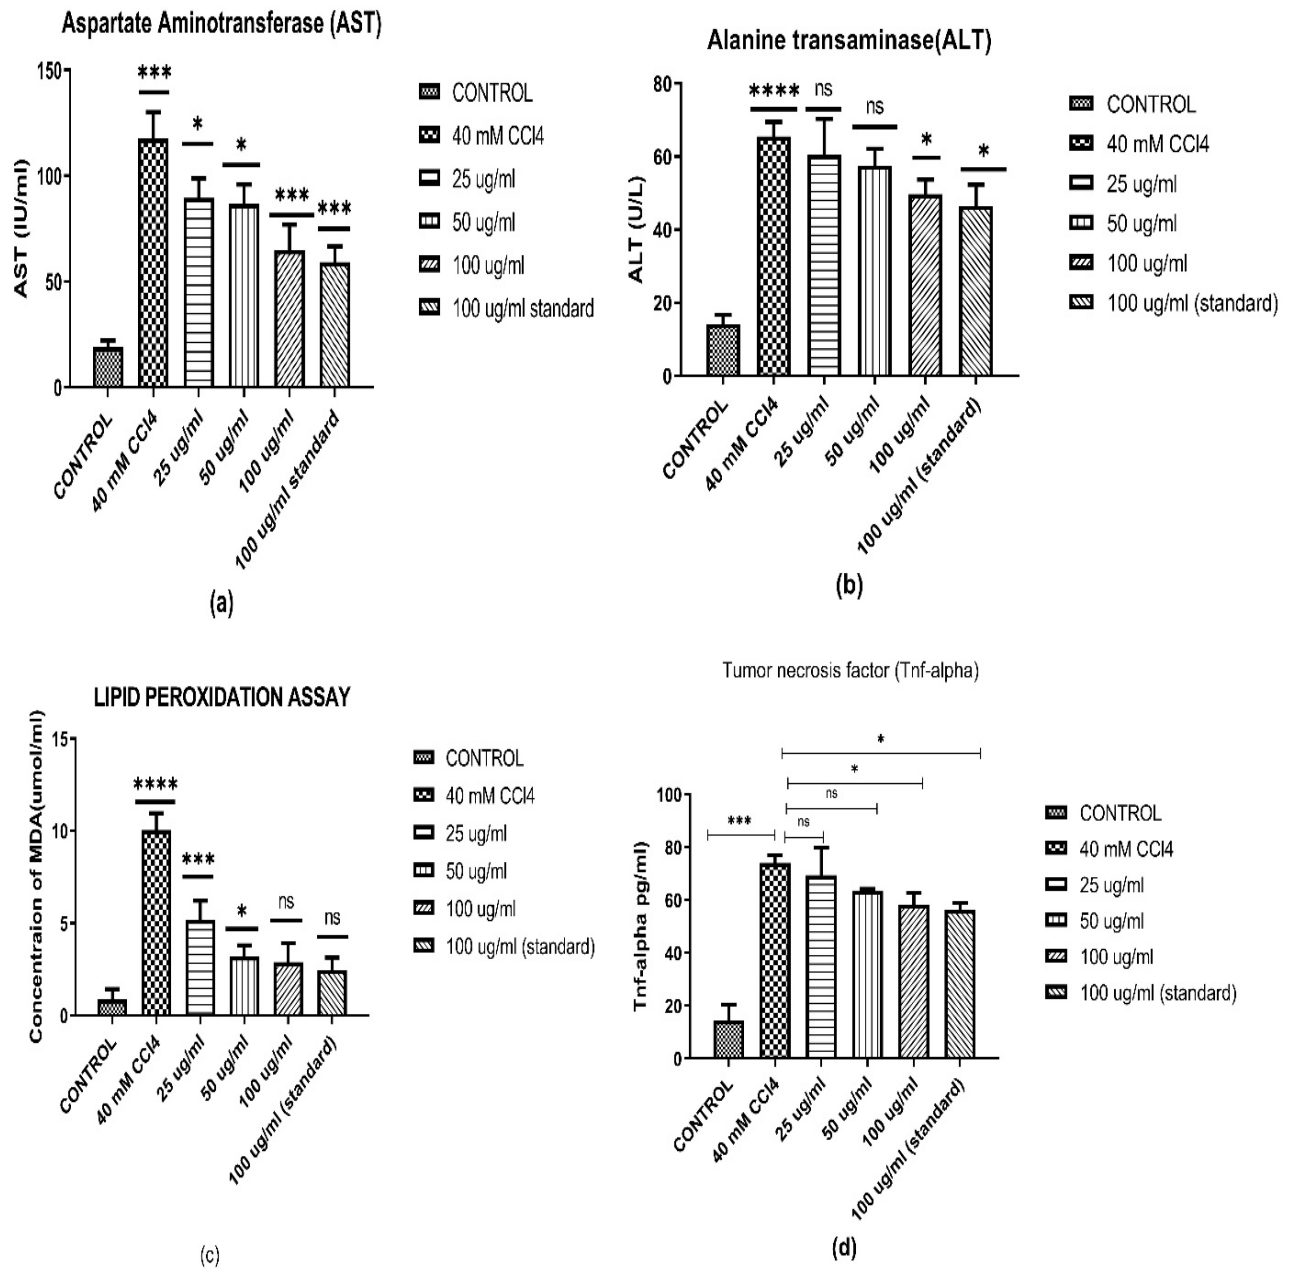 Aspartate Aminotransferase (AST)
AST (IU/ml)
150
100
50
0
***
*
*
***
***
CONTROL
40 mM CCl4
25 ug/ml
50 ug/ml
100 ug/ml
100 ug/ml standard
CONTROL
40 mM CCl4
25 ug/ml
50 ug/ml
100 ug/ml
100 ug/ml standard
(a)
Alanine transaminase(ALT)
ALT (U/L)
80
60
40
20
0
****
ns
ns
*
*
CONTROL
40 mM CCl4
25 ug/ml
50 ug/ml
100 ug/ml
100 ug/ml (standard)
CONTROL
40 mM CCl4
25 ug/ml
50 ug/ml
100 ug/ml
100 ug/ml (standard)
(b)
LIPID PEROXIDATION ASSAY
Concentraion of MDA(umol/ml)
15
10
5
0
****
***
*
ns
ns
CONTROL
40 mM CCl4
25 ug/ml
50 ug/ml
100 ug/ml
100 ug/ml (standard)
CONTROL
40 mM CCl4
25 ug/ml
50 ug/ml
100 ug/ml
100 ug/ml (standard)
(c)
Tumor necrosis factor (Tnf-alpha)
Tnf-alpha pg/ml)
100
80
60
40
20
0
*
*
ns
ns
***
CONTROL
40 mM CCl4
25 ug/ml
50 ug/ml
100 ug/ml
100 ug/ml (standard)
CONTROL
40 mM CCl4
25 ug/ml
50 ug/ml
100 ug/ml
100 ug/ml (standard)
(d)